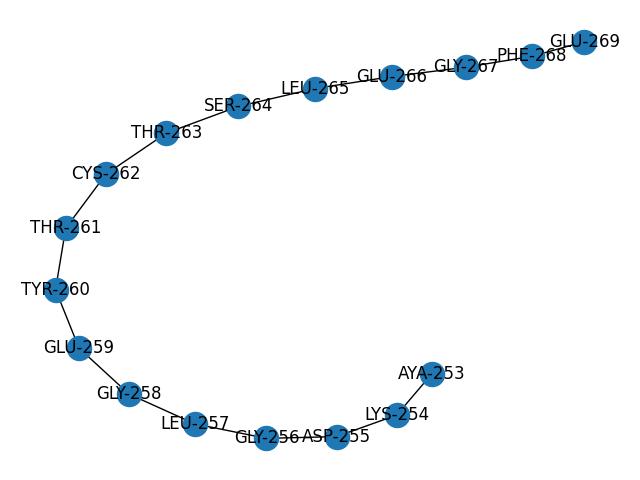 GLU-269
PHE-268
GLY-267
GLU-266
LEU-265
SER-264
THR-263
CYS-262
THR-261
TYR-260
GLU-259
GLY-258
LEU-257
GLY-256
ASP-255
LYS-254
AYA-253